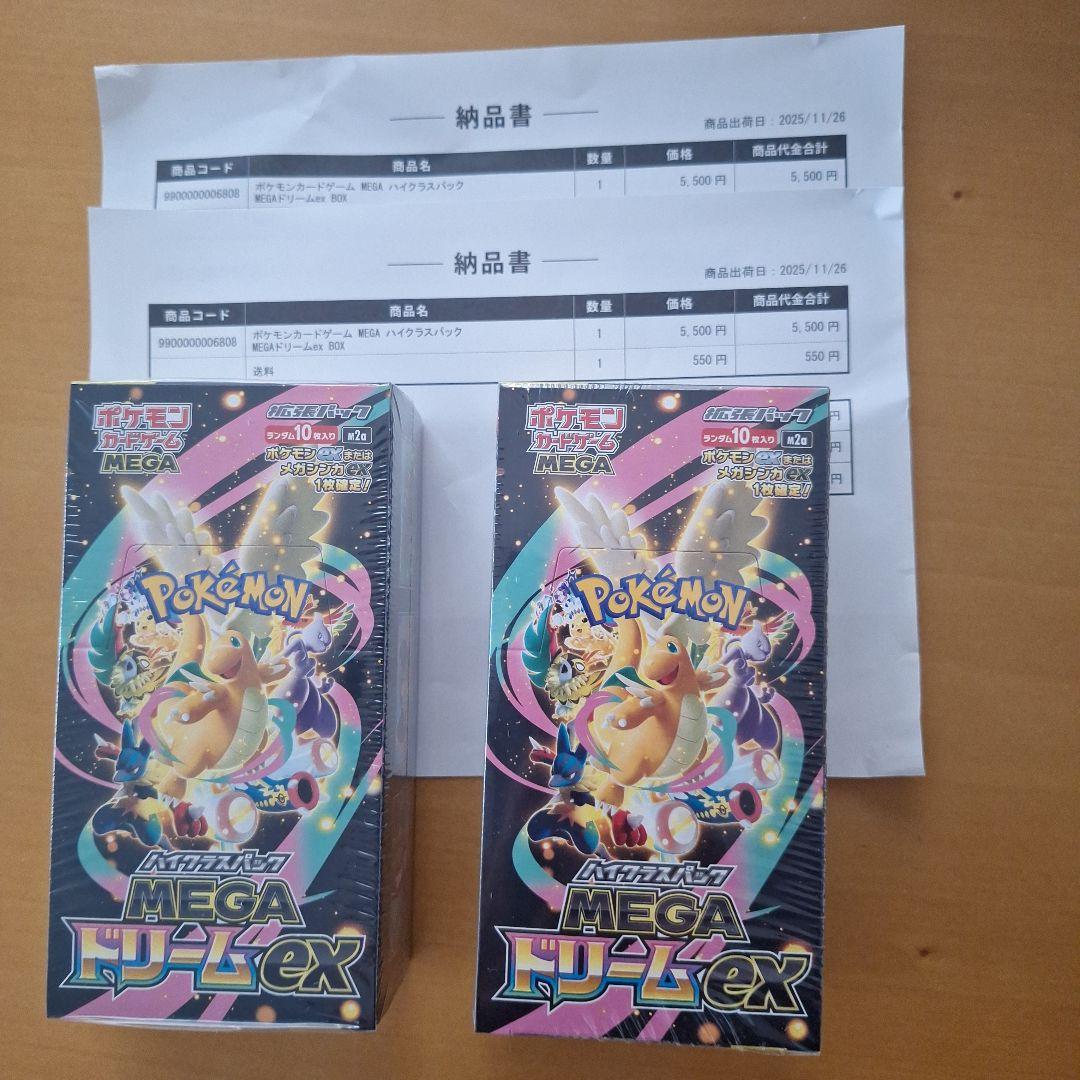 納品書
商品出荷日：2025/11/26
商品コード 商品名 数量 価格 商品代金合計
9900000006808 ポケモンカードゲーム MEGA ハイクラスパック 1 5,500 円 5,500 円
MEGAドリームex BOX
納品書
商品出荷日：2025/11/26
商品コード 商品名 数量 価格 商品代金合計
9900000006808 ポケモンカードゲーム MEGA ハイクラスパック 1 5,500 円 5,500 円
MEGAドリームex BOX
送料 1 550 円 550 円
円
円
円
ポケモン
カードゲーム
MEGA
拡張パック
ランダム10枚入り M2a
ポケモンexまたは
メガシンカex
1枚確定！
POKéMON
ハイクラスパック
MEGA
ドリームex
ポケモン
カードゲーム
MEGA
拡張パック
ランダム10枚入り M2a
ポケモンexまたは
メガシンカex
1枚確定！
POKéMON
ハイクラスパック
MEGA
ドリームex